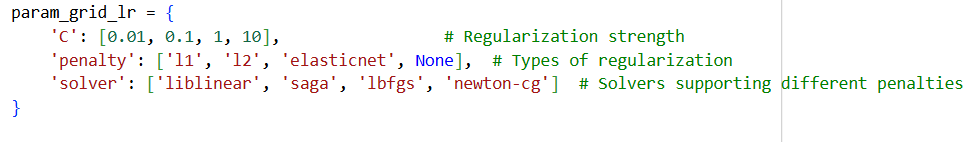 param_grid_lr = {
    'C': [0.01, 0.1, 1, 10],                # Regularization strength
    'penalty': ['l1', 'l2', 'elasticnet', None],  # Types of regularization
    'solver': ['liblinear', 'saga', 'lbfgs', 'newton-cg']  # Solvers supporting different penalties
}